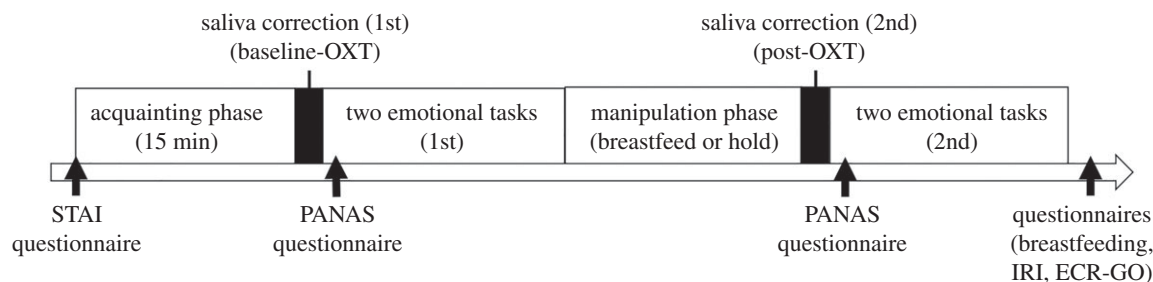 saliva correction (1st)
(baseline-OXT)
saliva correction (2nd)
(post-OXT)
acquainting phase
(15 min)
two emotional tasks
(1st)
manipulation phase
(breastfeed or hold)
two emotional tasks
(2nd)
STAI
questionnaire
PANAS
questionnaire
PANAS
questionnaire
questionnaires
(breastfeeding,
IRI, ECR-GO)